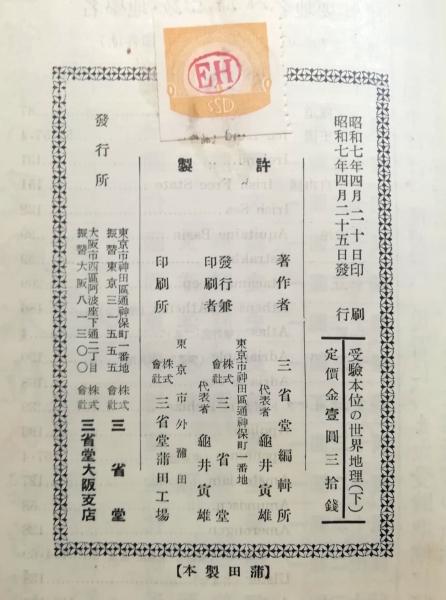 昭和七年四月二十日印刷
昭和七年四月二十五日發行
受驗本位の世界地理(下)
定價金壹圓三拾錢
許
製
著作者
三省堂編輯所
代表者 龜井寅雄
東京市神田區通神保町一番地
發行兼
印刷者
株式
會社
三省堂
代表者 龜井寅雄
東京市外蒲田
印刷所
株式
會社
三省堂蒲田工場
發行所
東京市神田區通神保町一番地
振替東京三一五五五
株式
會社
三省堂
大阪市西區阿波座下通二丁目
振替大阪八一三〇〇
株式
會社
三省堂大阪支店
【蒲田製本】
EH
Irish Free State
Irish Sea
Aquitaine Basin